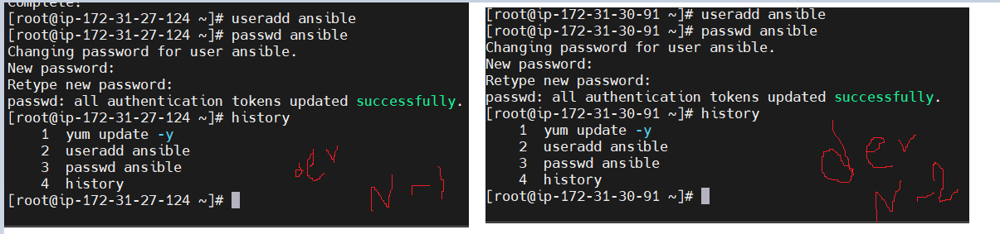 Complete!
[root@ip-172-31-27-124 ~]# useradd ansible
[root@ip-172-31-27-124 ~]# passwd ansible
Changing password for user ansible.
New password:
Retype new password:
passwd: all authentication tokens updated successfully.
[root@ip-172-31-27-124 ~]# history
1 yum update -y
2 useradd ansible
3 passwd ansible
4 history
[root@ip-172-31-27-124 ~]#
der
N-1
[root@ip-172-31-30-91 ~]# useradd ansible
[root@ip-172-31-30-91 ~]# passwd ansible
Changing password for user ansible.
New password:
Retype new password:
passwd: all authentication tokens updated successfully.
[root@ip-172-31-30-91 ~]# history
1 yum update -y
2 useradd ansible
3 passwd ansible
4 history
[root@ip-172-31-30-91 ~]#
der
N-2